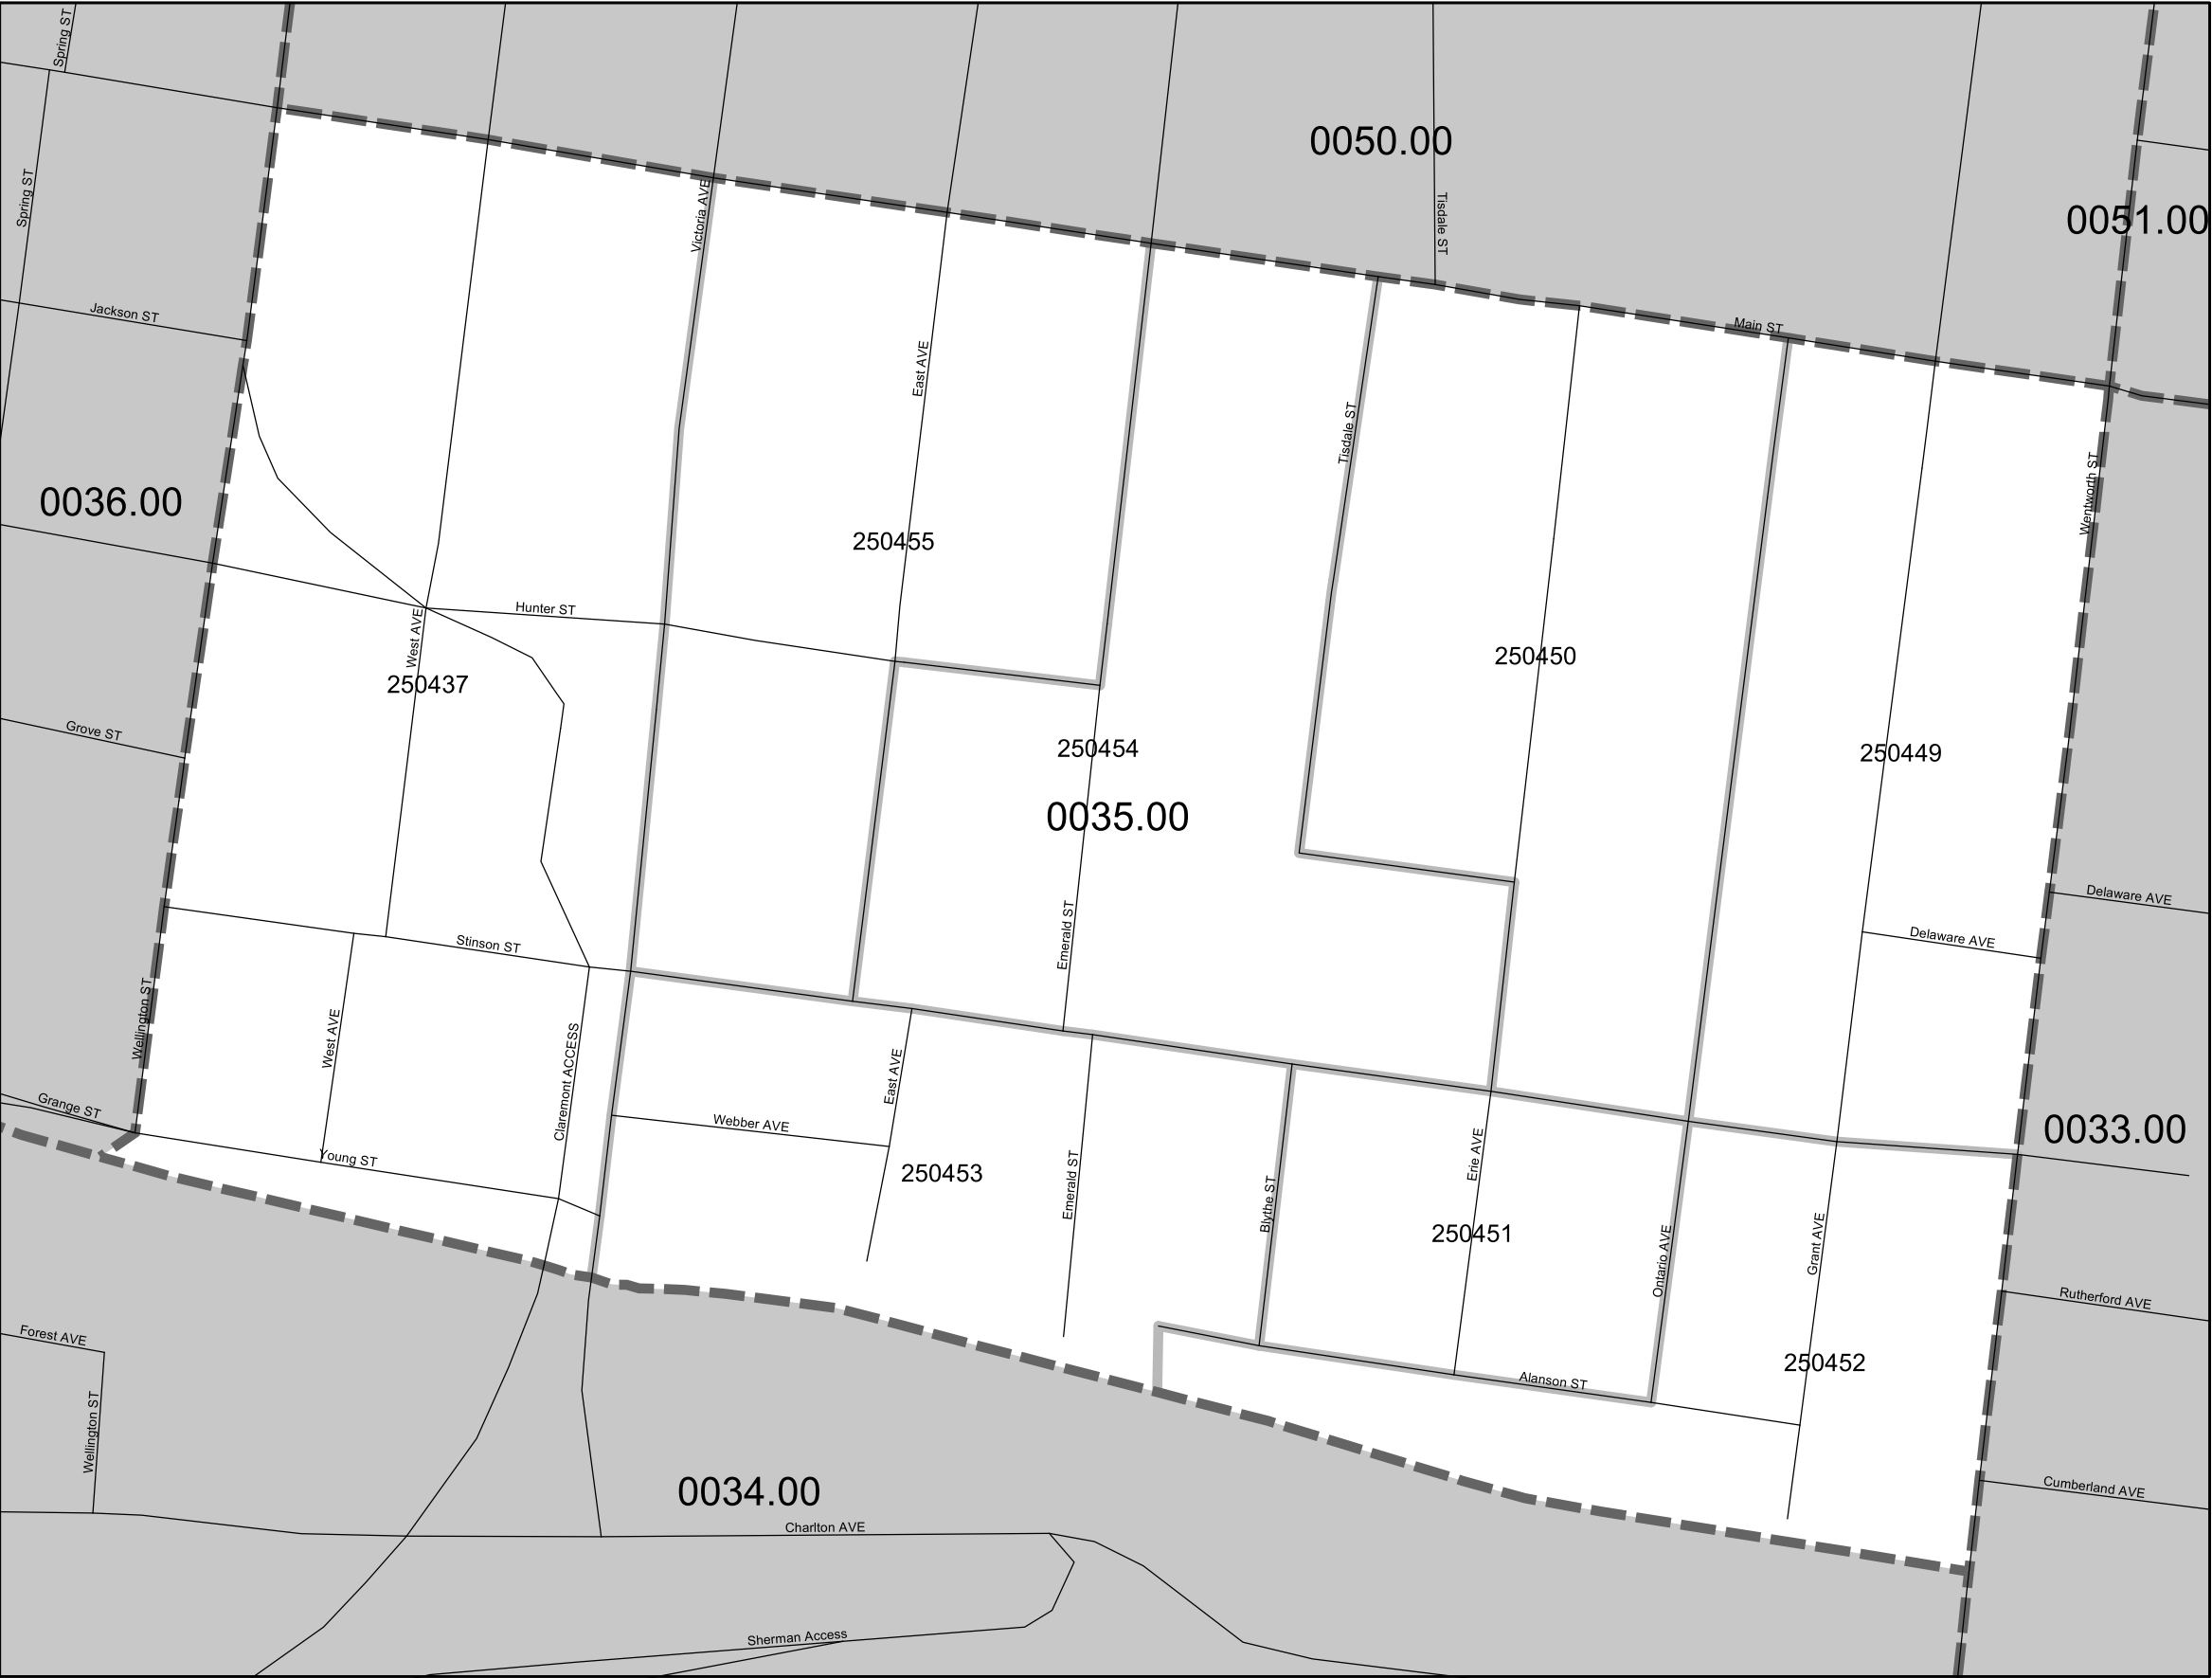 Spring ST
0050.00
Spring ST
Victoria AVE
Tisdale ST
0051.00
Jackson ST
Main ST
East AVE
Tisdale ST
0036.00
Wentworth ST
250455
Hunter ST
West AVE
250437
250450
Grove ST
250454
250449
0035.00
Delaware AVE
Emerald ST
Stinson ST
Delaware AVE
Wellington ST
West AVE
Claremont ACCESS
East AVE
Grange ST
Webber AVE
0033.00
Young ST
250453
Emerald ST
Blythe ST
Erie AVE
250451
Ontario AVE
Grant AVE
Rutherford AVE
Forest AVE
250452
Alanson ST
Wellington ST
0034.00
Cumberland AVE
Charlton AVE
Sherman Access